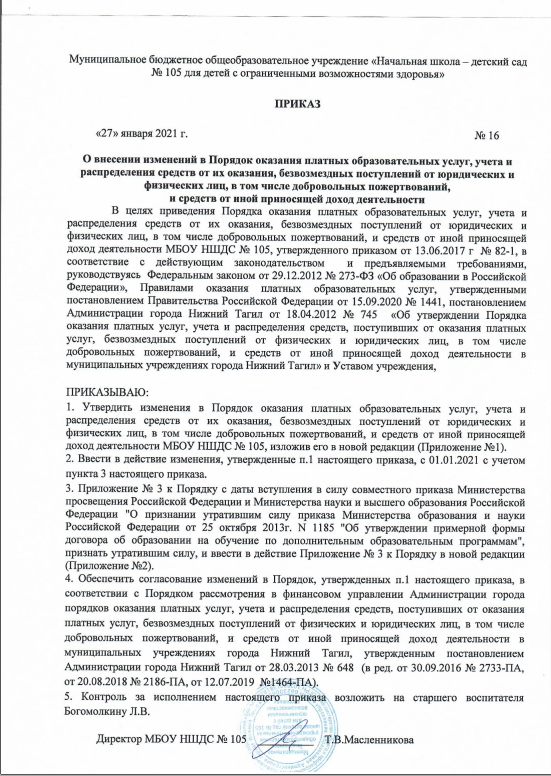 Муниципальное бюджетное общеобразовательное учреждение «Начальная школа – детский сад
№ 105 для детей с ограниченными возможностями здоровья»
ПРИКАЗ
«27» января 2021 г. № 16
О внесении изменений в Порядок оказания платных образовательных услуг, учета и
распределения средств от их оказания, безвозмездных поступлений от юридических и
физических лиц, в том числе добровольных пожертвований,
и средств от иной приносящей доход деятельности
В целях приведения Порядка оказания платных образовательных услуг, учета и
распределения средств от их оказания, безвозмездных поступлений от юридических и
физических лиц, в том числе добровольных пожертвований, и средств от иной приносящей
доход деятельности МБОУ НШДС № 105, утвержденного приказом от 13.06.2017 г № 82-1, в
соответствие с действующим законодательством и предъявляемыми требованиями,
руководствуясь Федеральным законом от 29.12.2012 № 273-ФЗ «Об образовании в Российской
Федерации», Правилами оказания платных образовательных услуг, утвержденными
постановлением Правительства Российской Федерации от 15.09.2020 № 1441, постановлением
Администрации города Нижний Тагил от 18.04.2012 № 745 «Об утверждении Порядка
оказания платных услуг, учета и распределения средств, поступивших от оказания платных
услуг, безвозмездных поступлений от физических и юридических лиц, в том числе
добровольных пожертвований, и средств от иной приносящей доход деятельности в
муниципальных учреждениях города Нижний Тагил» и Уставом учреждения,
ПРИКАЗЫВАЮ:
1. Утвердить изменения в Порядок оказания платных образовательных услуг, учета и
распределения средств от их оказания, безвозмездных поступлений от юридических и
физических лиц, в том числе добровольных пожертвований, и средств от иной приносящей
доход деятельности МБОУ НШДС № 105, изложив его в новой редакции (Приложение №1).
2. Ввести в действие изменения, утвержденные п.1 настоящего приказа, с 01.01.2021 с учетом
пункта 3 настоящего приказа.
3. Приложение № 3 к Порядку с даты вступления в силу совместного приказа Министерства
просвещения Российской Федерации и Министерства науки и высшего образования Российской
Федерации "О признании утратившим силу приказа Министерства образования и науки
Российской Федерации от 25 октября 2013г. N 1185 "Об утверждении примерной формы
договора об образовании на обучение по дополнительным образовательным программам",
признать утратившим силу, и ввести в действие Приложение № 3 к Порядку в новой редакции
(Приложение №2).
4. Обеспечить согласование изменений в Порядок, утвержденных п.1 настоящего приказа, в
соответствии с Порядком рассмотрения в финансовом управлении Администрации города
порядков оказания платных услуг, учета и распределения средств, поступивших от оказания
платных услуг, безвозмездных поступлений от физических и юридических лиц, в том числе
добровольных пожертвований, и средств от иной приносящей доход деятельности в
муниципальных учреждениях города Нижний Тагил, утвержденным постановлением
Администрации города Нижний Тагил от 28.03.2013 № 648 (в ред. от 30.09.2016 № 2733-ПА,
от 20.08.2018 № 2186-ПА, от 12.07.2019 №1464-ПА).
5. Контроль за исполнением настоящего приказа возложить на старшего воспитателя
Богомолкину Л.В.
Директор МБОУ НШДС № 105 Т.В.Масленникова